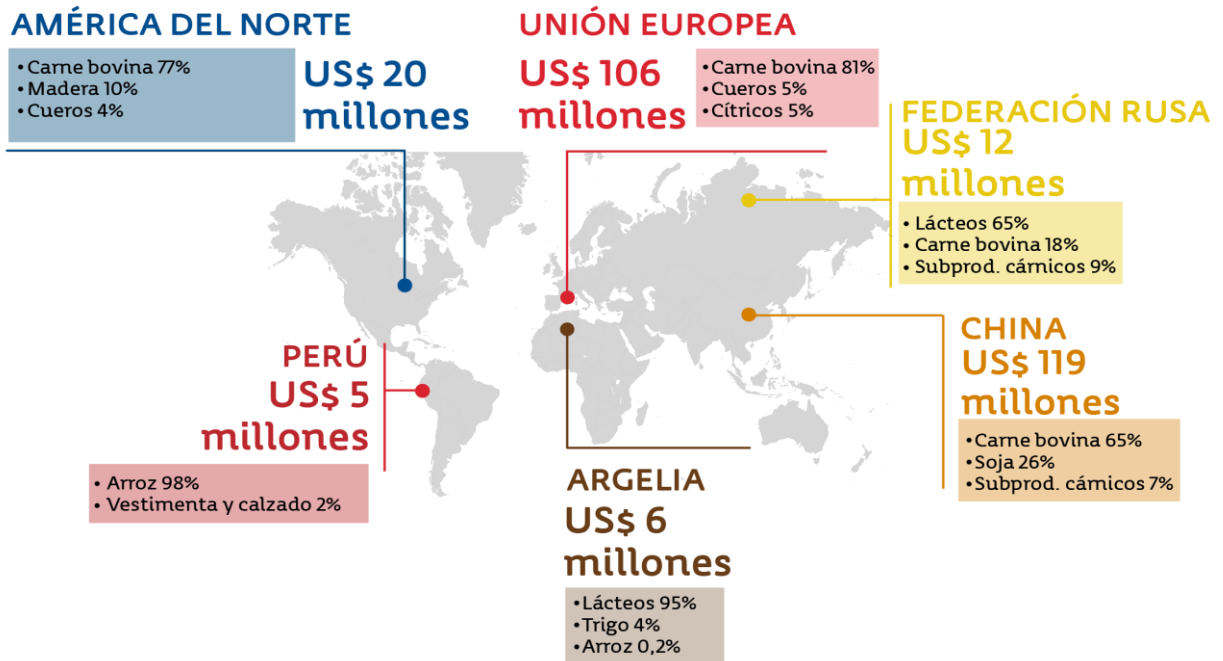 AMÉRICA DEL NORTE
• Carne bovina 77%
• Madera 10%
• Cueros 4%
US$ 20
millones
UNIÓN EUROPEA
US$ 106
millones
• Carne bovina 81%
• Cueros 5%
• Cítricos 5%
FEDERACIÓN RUSA
US$ 12
millones
• Lácteos 65%
• Carne bovina 18%
• Subprod. cárnicos 9%
PERÚ
US$ 5
millones
• Arroz 98%
• Vestimenta y calzado 2%
CHINA
US$ 119
millones
• Carne bovina 65%
• Soja 26%
• Subprod. cárnicos 7%
ARGELIA
US$ 6
millones
• Lácteos 95%
• Trigo 4%
• Arroz 0,2%